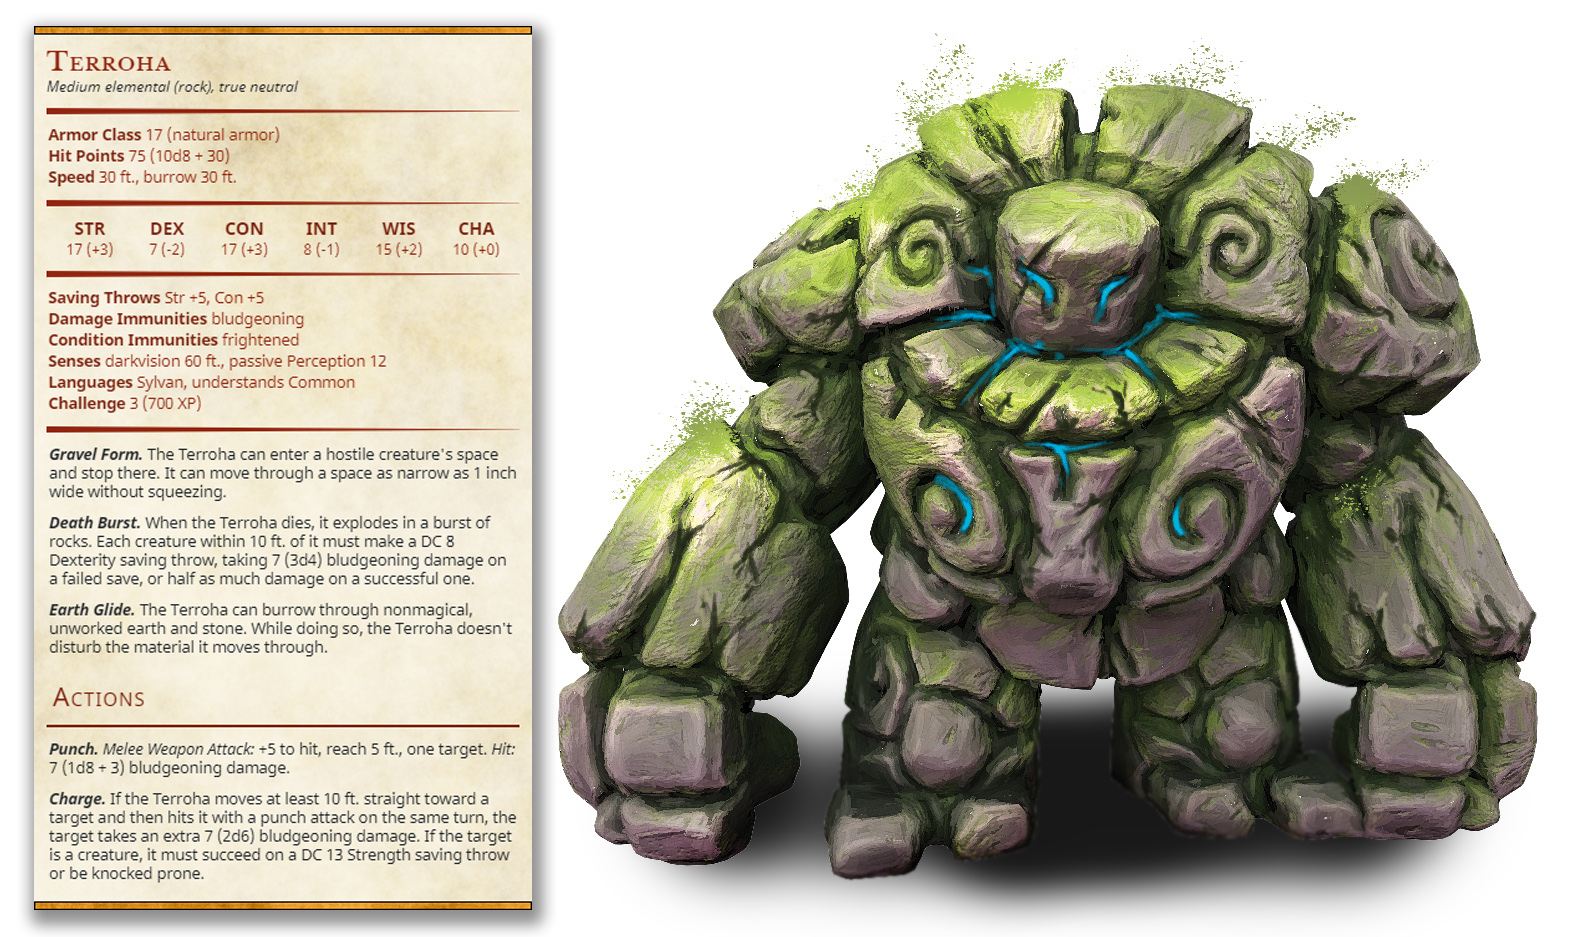 Terroha
Medium elemental (rock), true neutral
Armor Class 17 (natural armor)
Hit Points 75 (10d8 + 30)
Speed 30 ft., burrow 30 ft.
STR DEX CON INT WIS CHA
17 (+3) 7 (-2) 17 (+3) 8 (-1) 15 (+2) 10 (+0)
Saving Throws Str +5, Con +5
Damage Immunities bludgeoning
Condition Immunities frightened
Senses darkvision 60 ft., passive Perception 12
Languages Sylvan, understands Common
Challenge 3 (700 XP)
Gravel Form. The Terroha can enter a hostile creature's space
and stop there. It can move through a space as narrow as 1 inch
wide without squeezing.
Death Burst. When the Terroha dies, it explodes in a burst of
rocks. Each creature within 10 ft. of it must make a DC 8
Dexterity saving throw, taking 7 (3d4) bludgeoning damage on
a failed save, or half as much damage on a successful one.
Earth Glide. The Terroha can burrow through nonmagical,
unworked earth and stone. While doing so, the Terroha doesn't
disturb the material it moves through.
Actions
Punch. Melee Weapon Attack: +5 to hit, reach 5 ft., one target. Hit:
7 (1d8 + 3) bludgeoning damage.
Charge. If the Terroha moves at least 10 ft. straight toward a
target and then hits it with a punch attack on the same turn, the
target takes an extra 7 (2d6) bludgeoning damage. If the target
is a creature, it must succeed on a DC 13 Strength saving throw
or be knocked prone.